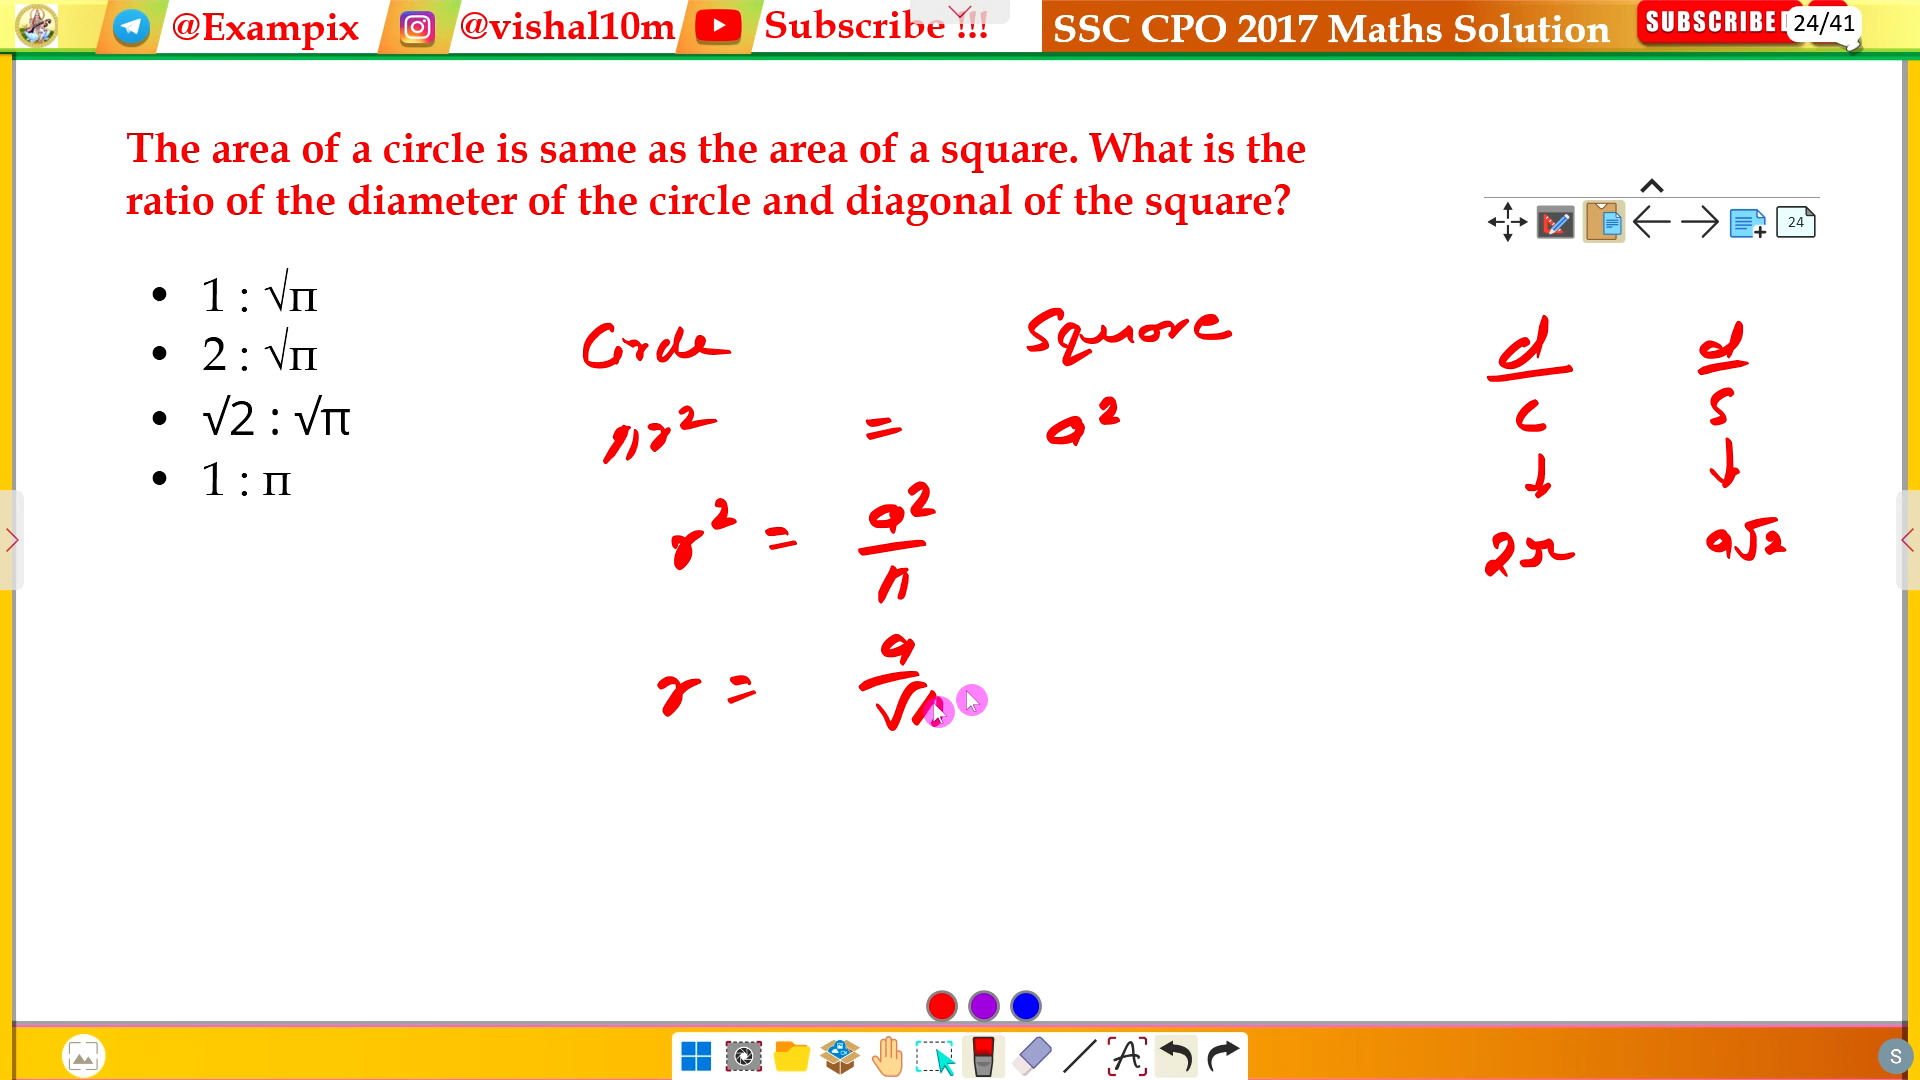 @Exampix @vishal10m Subscribe !!! SSC CPO 2017 Maths Solution SUBSCRIBED 24/41
The area of a circle is same as the area of a square. What is the
ratio of the diameter of the circle and diagonal of the square?
24
• 1 : √π
• 2 : √π
• √2 : √π
• 1 : π
Circle Square
πr² = a²
r² = a²/π
r = a/√π
d/c d/s
↓ ↓
2r a√2
S